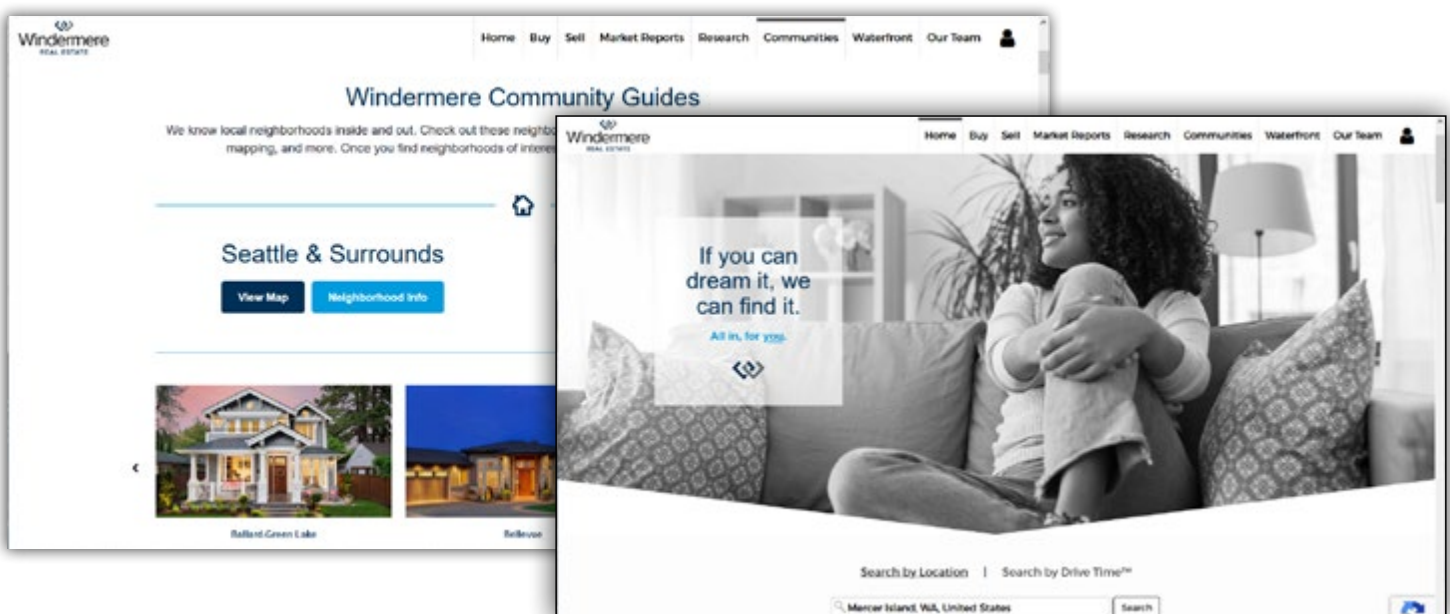 Windermere
REAL ESTATE
Home Buy Sell Market Reports Research Communities Waterfront Our Team
Windermere Community Guides
We know local neighborhoods inside and out. Check out these
mapping, and more. Once you find neighborhoods of
Seattle & Surrounds
View Map Neighborhood Info
Ballard-Green Lake Bellevue
Windermere
REAL ESTATE
Home Buy Sell Market Reports Research Communities Waterfront Our Team
If you can
dream it, we
can find it.
All in, for you.
Search by Location | Search by Drive Time™
Mercer Island, WA, United States Search